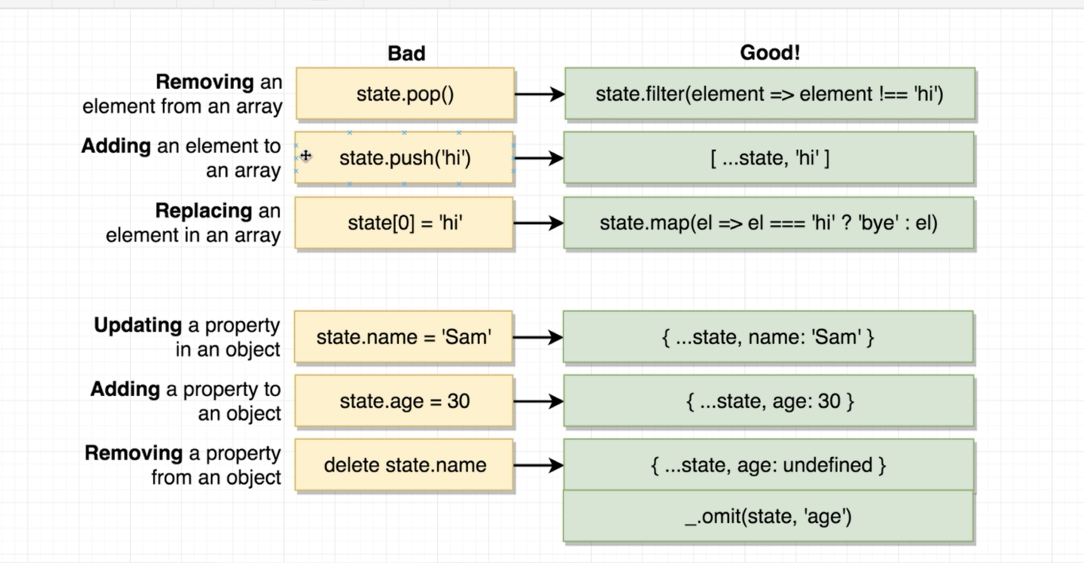 Bad
Good!
Removing an
element from an array
state.pop()
state.filter(element => element !== 'hi')
Adding an element to
an array
state.push('hi')
[ ...state, 'hi' ]
Replacing an
element in an array
state[0] = 'hi'
state.map(el => el === 'hi' ? 'bye' : el)
Updating a property
in an object
state.name = 'Sam'
{ ...state, name: 'Sam' }
Adding a property to
an object
state.age = 30
{ ...state, age: 30 }
Removing a property
from an object
delete state.name
{ ...state, age: undefined }
_.omit(state, 'age')